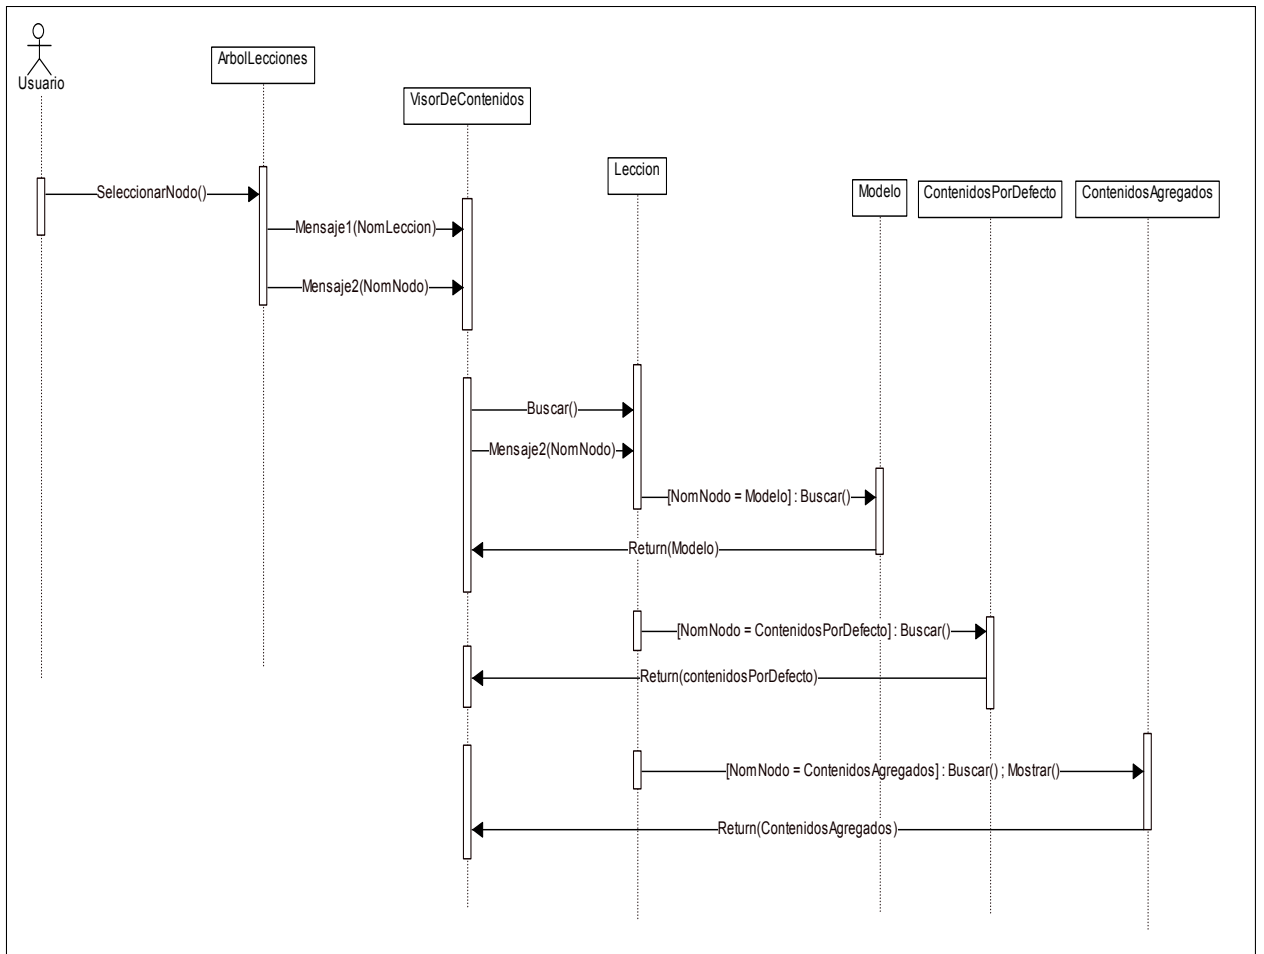 Usuario
ArbolLecciones
VisorDeContenidos
Leccion
Modelo
ContenidosPorDefecto
ContenidosAgregados
SeleccionarNodo()
Mensaje1(NomLeccion)
Mensaje2(NomNodo)
Buscar()
Mensaje2(NomNodo)
[NomNodo = Modelo] : Buscar()
Return(Modelo)
[NomNodo = ContenidosPorDefecto] : Buscar()
Return(contenidosPorDefecto)
[NomNodo = ContenidosAgregados] : Buscar() ; Mostrar()
Return(ContenidosAgregados)